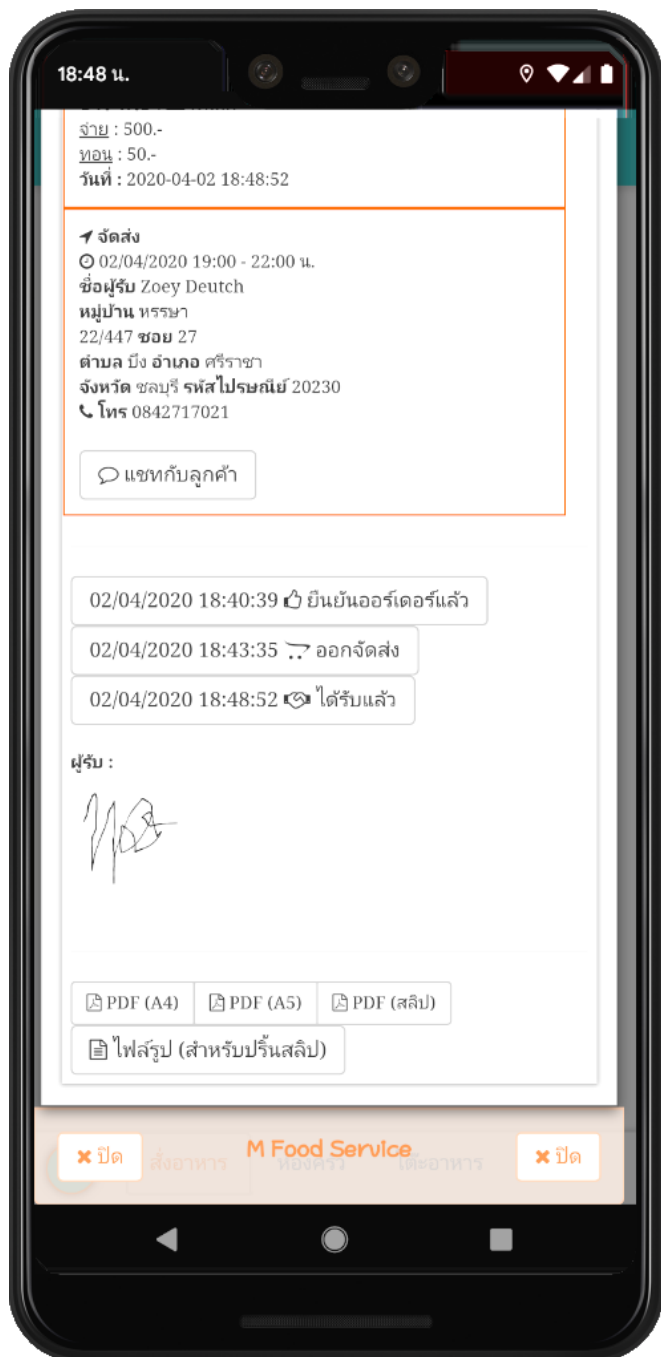 18:48 น.
จ่าย : 500.-
ทอน : 50.-
วันที่ : 2020-04-02 18:48:52
จัดส่ง
02/04/2020 19:00 - 22:00 น.
ชื่อผู้รับ Zoey Deutch
หมู่บ้าน หรรษา
22/447 ซอย 27
ตำบล บึง อำเภอ ศรีราชา
จังหวัด ชลบุรี รหัสไปรษณีย์ 20230
โทร 0842717021
แชทกับลูกค้า
02/04/2020 18:40:39 ยืนยันออร์เดอร์แล้ว
02/04/2020 18:43:35 ออกจัดส่ง
02/04/2020 18:48:52 ได้รับแล้ว
ผู้รับ :
PDF (A4) PDF (A5) PDF (สลิป)
ไฟล์รูป (สำหรับปริ้นสลิป)
ปิด สั่งอาหาร M Food Service ห้องครัว โต๊ะอาหาร ปิด